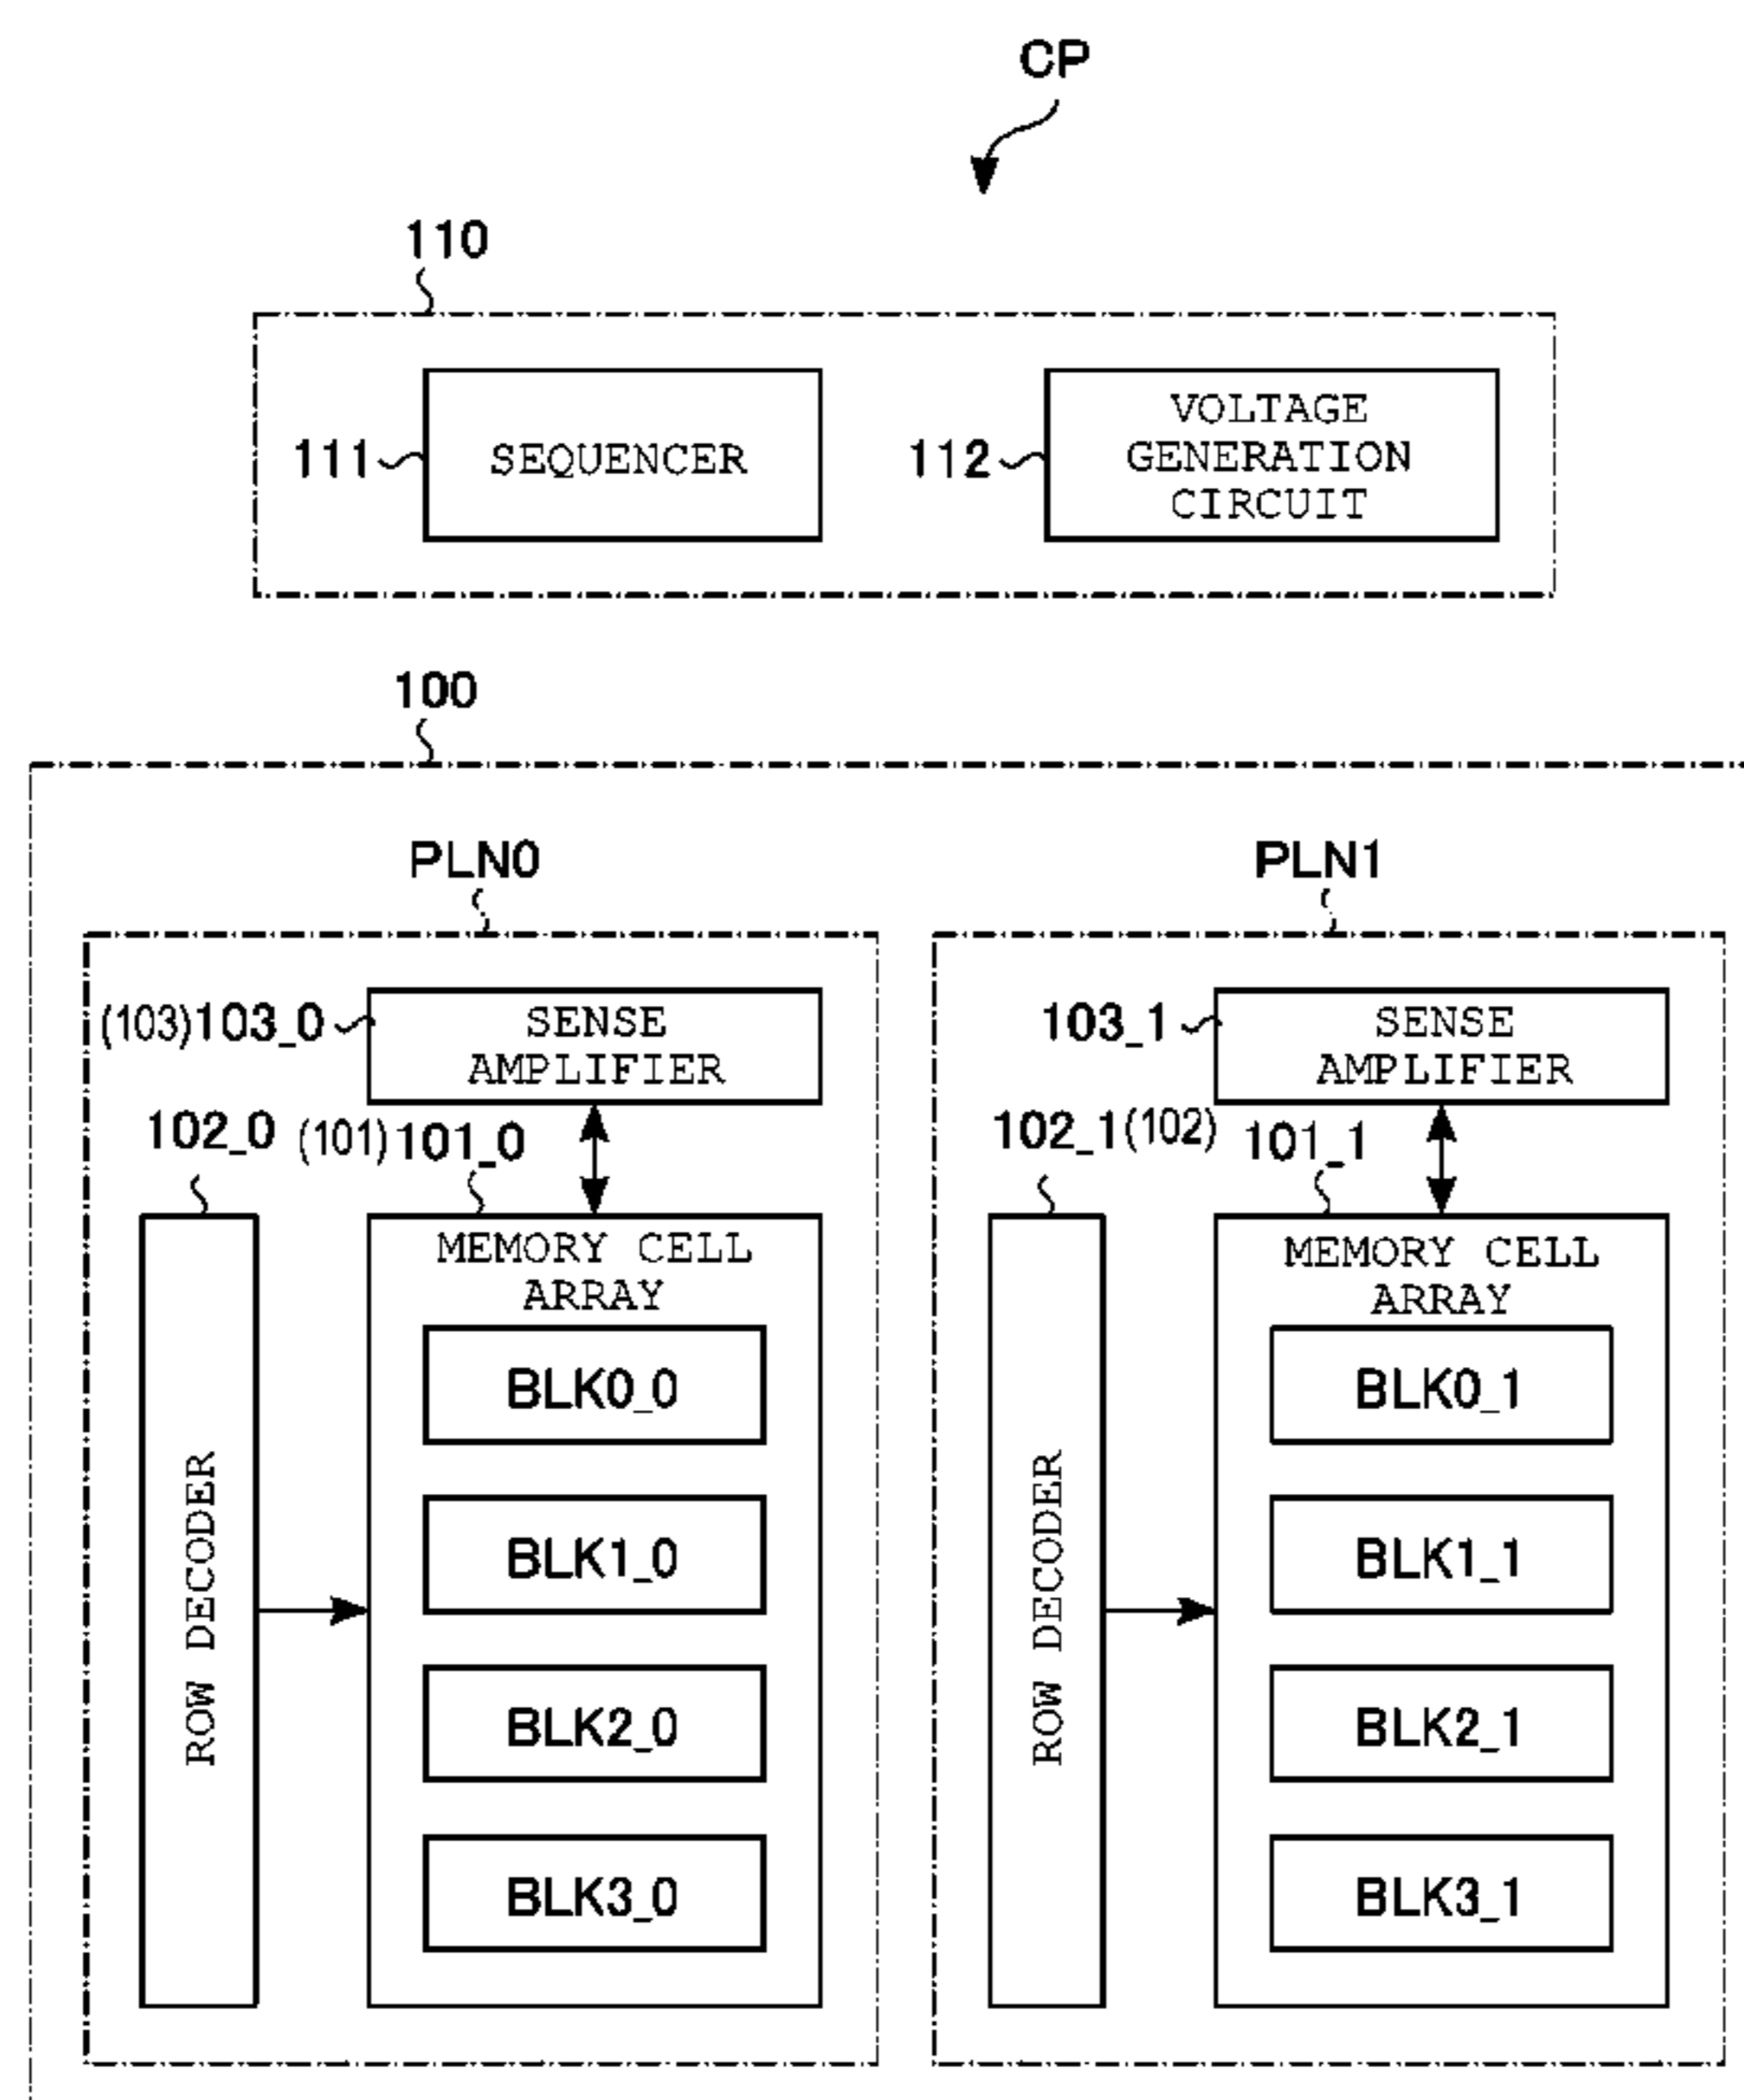 CP
110
111
SEQUENCER
112
VOLTAGE
GENERATION
CIRCUIT
100
PLN0
(103)103_0
SENSE
AMPLIFIER
102_0
(101)101_0
MEMORY CELL
ARRAY
ROW DECODER
BLK0_0
BLK1_0
BLK2_0
BLK3_0
PLN1
103_1
SENSE
AMPLIFIER
102_1(102)
101_1
MEMORY CELL
ARRAY
ROW DECODER
BLK0_1
BLK1_1
BLK2_1
BLK3_1